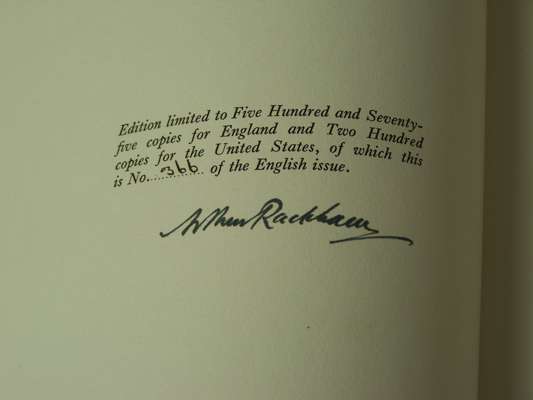 Edition limited to Five Hundred and Seventy-
five copies for England and Two Hundred
copies for the United States, of which this
is No. 366 of the English issue.
Arthur Rackham